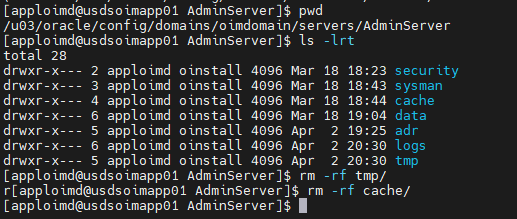 [apploimd@usdsoimapp01 AdminServer]$ pwd
/u03/oracle/config/domains/oimdomain/servers/AdminServer
[apploimd@usdsoimapp01 AdminServer]$ ls -lrt
total 28
drwxr-x--- 2 apploimd oinstall 4096 Mar 18 18:23 security
drwxr-x--- 3 apploimd oinstall 4096 Mar 18 18:43 sysman
drwxr-x--- 4 apploimd oinstall 4096 Mar 18 18:44 cache
drwxr-x--- 6 apploimd oinstall 4096 Mar 18 19:04 data
drwxr-x--- 5 apploimd oinstall 4096 Apr  2 19:25 adr
drwxr-x--- 6 apploimd oinstall 4096 Apr  2 20:30 logs
drwxr-x--- 5 apploimd oinstall 4096 Apr  2 20:30 tmp
[apploimd@usdsoimapp01 AdminServer]$ rm -rf tmp/
r[apploimd@usdsoimapp01 AdminServer]$ rm -rf cache/
[apploimd@usdsoimapp01 AdminServer]$